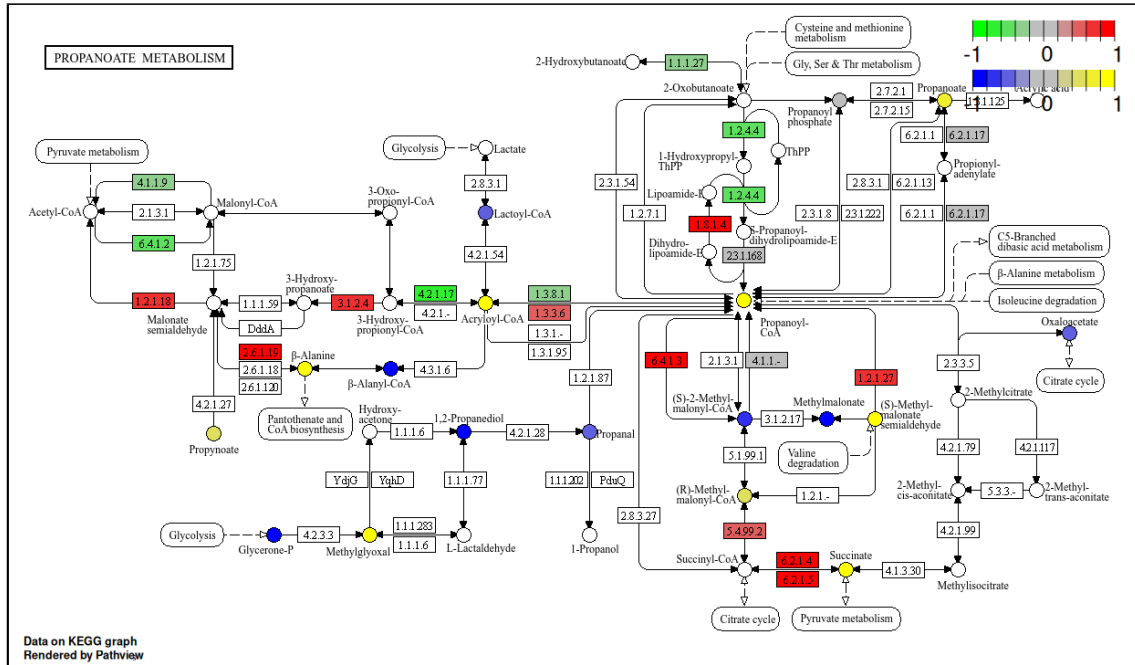 PROPANOATE METABOLISM
Cysteine and methionine
metabolism
Gly, Ser & Thr metabolism
-1 0 1
-1 0 1
2-Hydroxybutanoate
1.1.1.27
2-Oxobutanoate
Propanoyl
phosphate
2.7.2.1
2.7.2.15
Propanoate
Acrylic acid
6.2.1.1
6.2.1.17
Propionyl-
adenylate
6.2.1.1
6.2.1.17
1.2.4.4
1-Hydroxypropyl-
ThPP
ThPP
1.2.4.4
Lipoamide-E
1.8.1.4
Dihydro-
lipoamide-E
S-Propanoyl-
dihydrolipoamide-E
2.3.1.168
2.3.1.54
1.2.7.1
2.3.1.8
2.3.1.222
2.8.3.1
6.2.1.13
Pyruvate metabolism
4.1.1.9
Acetyl-CoA
2.1.3.1
Malonyl-CoA
6.4.1.2
1.2.1.75
3-Oxo-
propionyl-CoA
Glycolysis
Lactate
2.8.3.1
Lactoyl-CoA
4.2.1.54
C5-Branched
dibasic acid metabolism
β-Alanine metabolism
Isoleucine degradation
1.2.1.18
Malonate
semialdehyde
1.1.1.59
DddA
3-Hydroxy-
propanoate
3.1.2.4
3-Hydroxy-
propionyl-CoA
4.2.1.17
4.2.1.-
Acryloyl-CoA
1.3.8.1
1.3.3.6
1.3.1.-
1.3.1.95
Propanoyl-
CoA
Oxaloacetate
Citrate cycle
2.6.1.19
2.6.1.18
2.6.1.120
β-Alanine
β-Alanyl-CoA
4.3.1.6
Pantothenate and
CoA biosynthesis
1.2.1.87
6.4.1.3
2.1.3.1
4.1.1.-
1.2.1.27
2.3.3.5
2-Methylcitrate
4.2.1.27
Propynoate
Hydroxy-
acetone
1.1.1.6
1,2-Propanediol
4.2.1.28
Propanal
(S)-2-Methyl-
malonyl-CoA
3.1.2.17
Methylmalonate
(S)-Methyl-
malonate
semialdehyde
Valine
degradation
5.1.99.1
4.2.1.79
4.2.1.117
YdjG
YqhD
1.1.1.77
1.1.1.202
PduQ
(R)-Methyl-
malonyl-CoA
1.2.1.-
2-Methyl-
cis-aconitate
5.3.3.-
2-Methyl-
trans-aconitate
Glycolysis
Glycerone-P
4.2.3.3
Methylglyoxal
1.1.1.283
1.1.1.6
L-Lactaldehyde
1-Propanol
2.8.3.27
5.4.99.2
4.2.1.99
Succinyl-CoA
6.2.1.4
6.2.1.5
Succinate
4.1.3.30
Methylisocitrate
Citrate cycle
Pyruvate metabolism
Data on KEGG graph
Rendered by Pathview